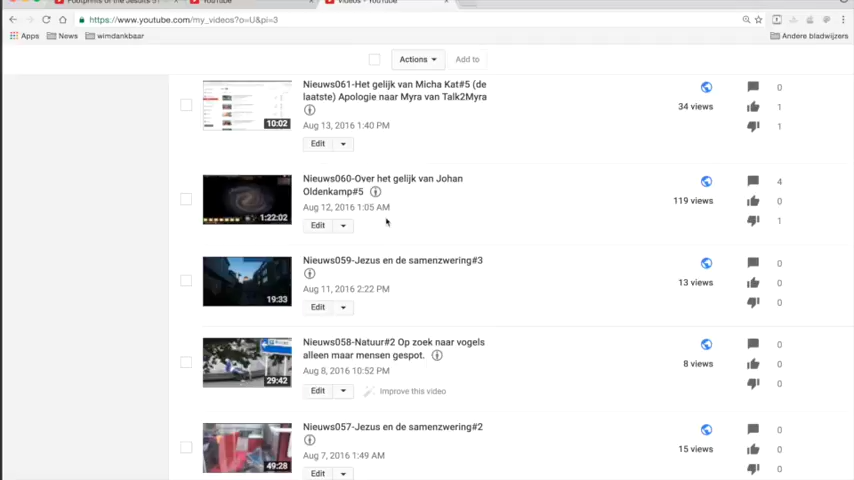 YouTube
Videos - YouTube
https://www.youtube.com/my_videos?o=U&pi=3
Apps News wimdankbaar Andere bladwijzers
Actions Add to
Nieuws061-Het gelijk van Micha Kat#5 (de
laatste) Apologie naar Myra van Talk2Myra
Aug 13, 2016 1:40 PM
Edit
10:02
34 views
0
1
1
Nieuws060-Over het gelijk van Johan
Oldenkamp#5
Aug 12, 2016 1:05 AM
Edit
1:22:02
119 views
4
0
1
Nieuws059-Jezus en de samenzwering#3
Aug 11, 2016 2:22 PM
Edit
19:33
13 views
0
0
0
Nieuws058-Natuur#2 Op zoek naar vogels
alleen maar mensen gespot.
Aug 8, 2016 10:52 PM
Edit Improve this video
29:42
8 views
0
0
0
Nieuws057-Jezus en de samenzwering#2
Aug 7, 2016 1:49 AM
Edit
49:28
15 views
0
0
0